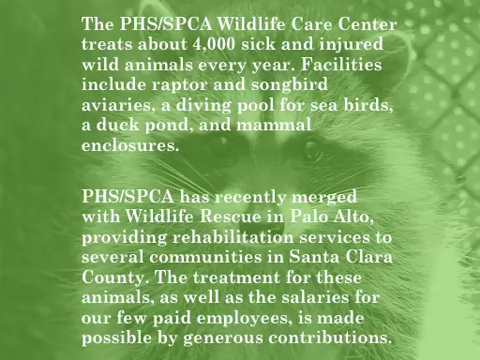 The PHS/SPCA Wildlife Care Center
treats about 4,000 sick and injured
wild animals every year. Facilities
include raptor and songbird
aviaries, a diving pool for sea birds,
a duck pond, and mammal
enclosures.
PHS/SPCA has recently merged
with Wildlife Rescue in Palo Alto,
providing rehabilitation services to
several communities in Santa Clara
County. The treatment for these
animals, as well as the salaries for
our few paid employees, is made
possible by generous contributions.